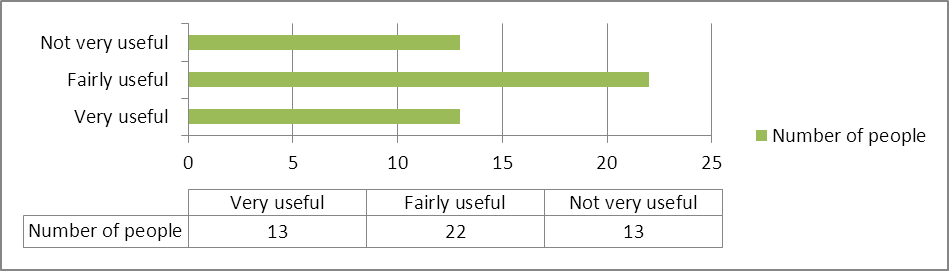 Not very useful
Fairly useful
Very useful
0 5 10 15 20 25
Number of people
Very useful Fairly useful Not very useful
Number of people 13 22 13